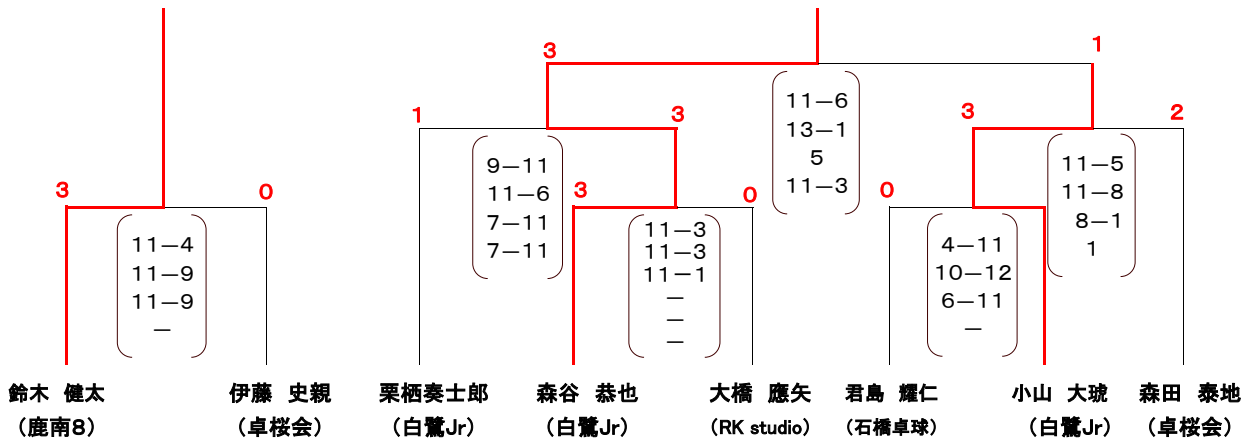 3
1
1
3
3
2
3
0
3
0
0
11−6
13−1
5
11−3
9−11
11−6
7−11
7−11
11−5
11−8
8−1
1
11−4
11−9
11−9
−
11−3
11−3
11−1
−
−
−
4−11
10−12
6−11
−
鈴木 健太
伊藤 史親
栗栖奏士郎
森谷 恭也
大橋 應矢
君島 耀仁
小山 大琥
森田 泰地
（鹿南8）
（卓桜会）
（白鷺Jr）
（白鷺Jr）
（RK studio）
（石橋卓球）
（白鷺Jr）
（卓桜会）